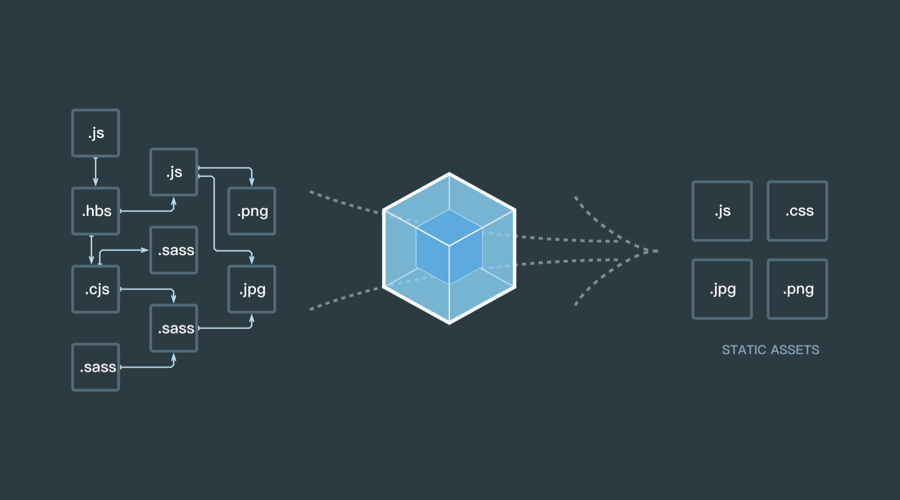 .js
.js
.hbs
.png
.sass
.cjs
.jpg
.sass
.sass
.js
.css
.jpg
.png
STATIC ASSETS